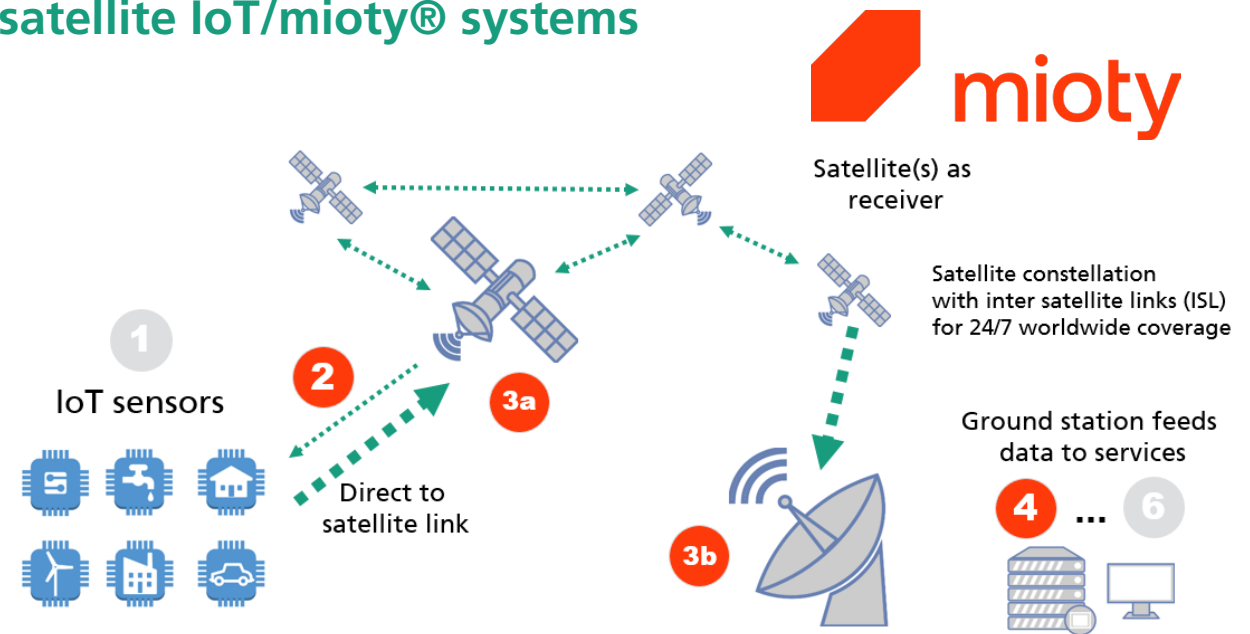 satellite IoT/mioty® systems
mioty
Satellite(s) as
receiver
Satellite constellation
with inter satellite links (ISL)
for 24/7 worldwide coverage
1
IoT sensors
2
3a
Direct to
satellite link
3b
Ground station feeds
data to services
4 ... 6